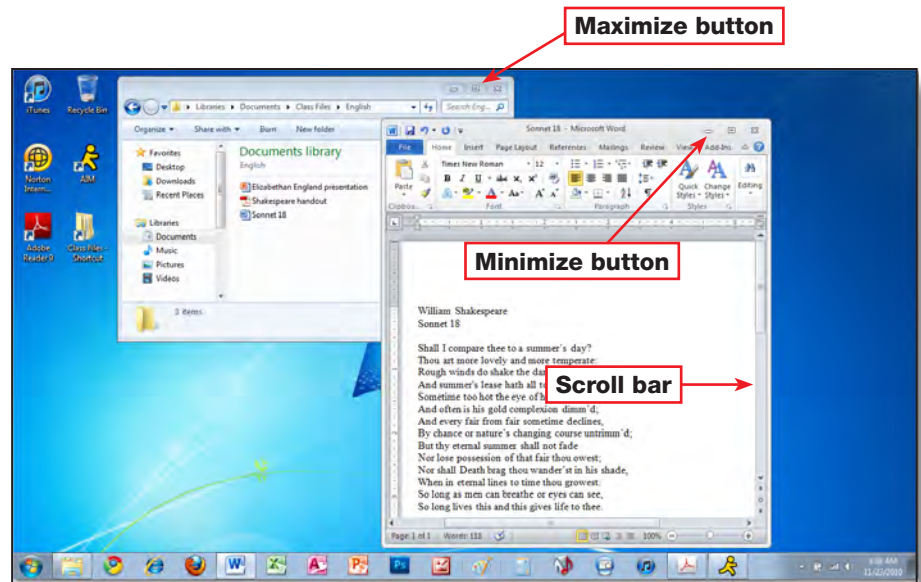 Maximize button
iTunes
Recycle Bin
Norton Intern...
AIM
Adobe Reader 9
Class Files - Shortcut
Libraries Documents Class Files English
Search Eng...
Organize Share with Burn New folder
Favorites
Desktop
Downloads
Recent Places
Libraries
Documents
Music
Pictures
Videos
Documents library
English
Elizabethan England presentation
Shakespeare handout
Sonnet 18
3 items
Sonnet 18 - Microsoft Word
File Home Insert Page Layout References Mailings Review View Add-Ins
Times New Roman 12
Paste
Quick Styles
Change Styles
Editing
Clipboa... Font Paragraph Styles
Minimize button
William Shakespeare
Sonnet 18
Shall I compare thee to a summer's day?
Thou art more lovely and more temperate:
Rough winds do shake the dar
And summer's lease hath all t
Sometime too hot the eye of h
Scroll bar
And often is his gold complexion dimm'd;
And every fair from fair sometime declines,
By chance or nature's changing course untrimm'd;
But thy eternal summer shall not fade
Nor lose possession of that fair thou owest;
Nor shall Death brag thou wander'st in his shade,
When in eternal lines to time thou growest:
So long as men can breathe or eyes can see,
So long lives this and this gives life to thee.
Page: 1 of 1 Words: 118 100%
11/23/2010